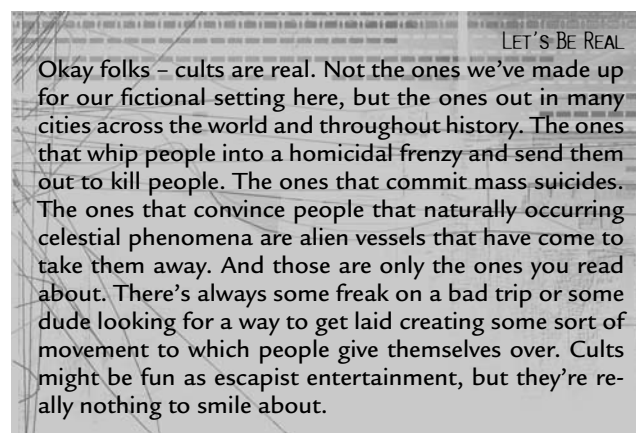 Let's Be Real
Okay folks – cults are real. Not the ones we've made up
for our fictional setting here, but the ones out in many
cities across the world and throughout history. The ones
that whip people into a homicidal frenzy and send them
out to kill people. The ones that commit mass suicides.
The ones that convince people that naturally occurring
celestial phenomena are alien vessels that have come to
take them away. And those are only the ones you read
about. There's always some freak on a bad trip or some
dude looking for a way to get laid creating some sort of
movement to which people give themselves over. Cults
might be fun as escapist entertainment, but they're re-
ally nothing to smile about.